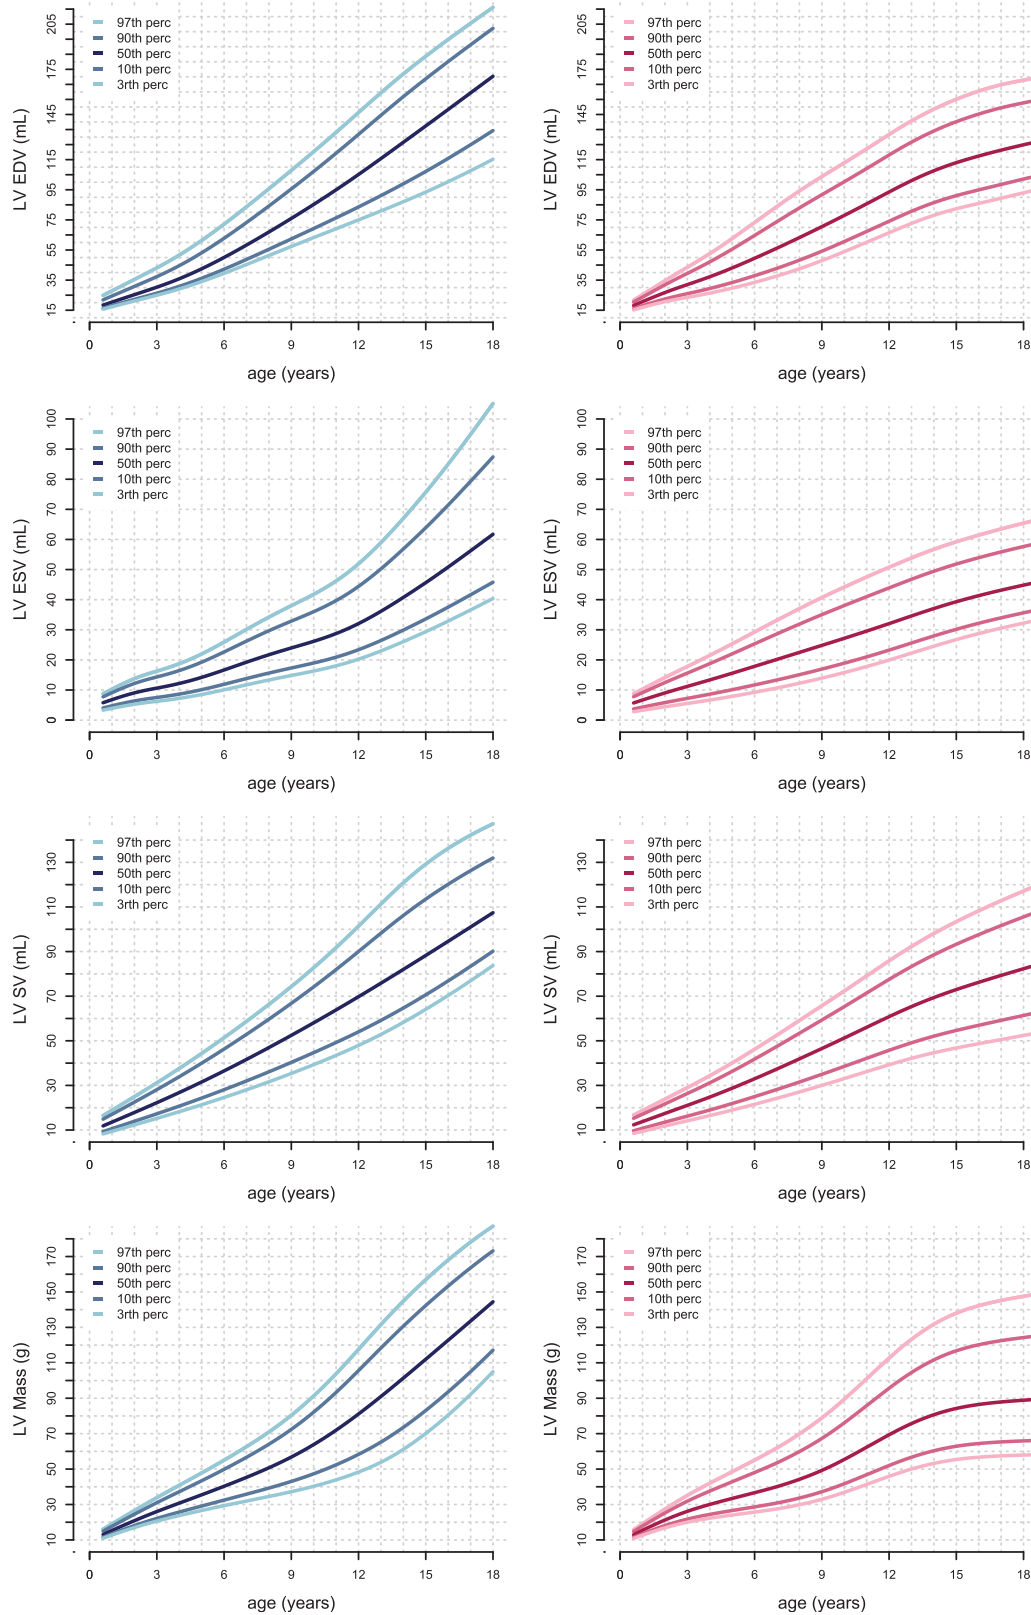 LV EDV (mL)
205
175
145
115
95
75
55
35
15
97th perc
90th perc
50th perc
10th perc
3rth perc
0 3 6 9 12 15 18
age (years)
LV EDV (mL)
205
175
145
115
95
75
55
35
15
97th perc
90th perc
50th perc
10th perc
3rth perc
0 3 6 9 12 15 18
age (years)
LV ESV (mL)
100
90
80
70
60
50
40
30
20
10
0
97th perc
90th perc
50th perc
10th perc
3rth perc
0 3 6 9 12 15 18
age (years)
LV ESV (mL)
100
90
80
70
60
50
40
30
20
10
0
97th perc
90th perc
50th perc
10th perc
3rth perc
0 3 6 9 12 15 18
age (years)
LV SV (mL)
130
110
90
70
50
30
10
97th perc
90th perc
50th perc
10th perc
3rth perc
0 3 6 9 12 15 18
age (years)
LV SV (mL)
130
110
90
70
50
30
10
97th perc
90th perc
50th perc
10th perc
3rth perc
0 3 6 9 12 15 18
age (years)
LV Mass (g)
170
150
130
110
90
70
50
30
10
97th perc
90th perc
50th perc
10th perc
3rth perc
0 3 6 9 12 15 18
age (years)
LV Mass (g)
170
150
130
110
90
70
50
30
10
97th perc
90th perc
50th perc
10th perc
3rth perc
0 3 6 9 12 15 18
age (years)